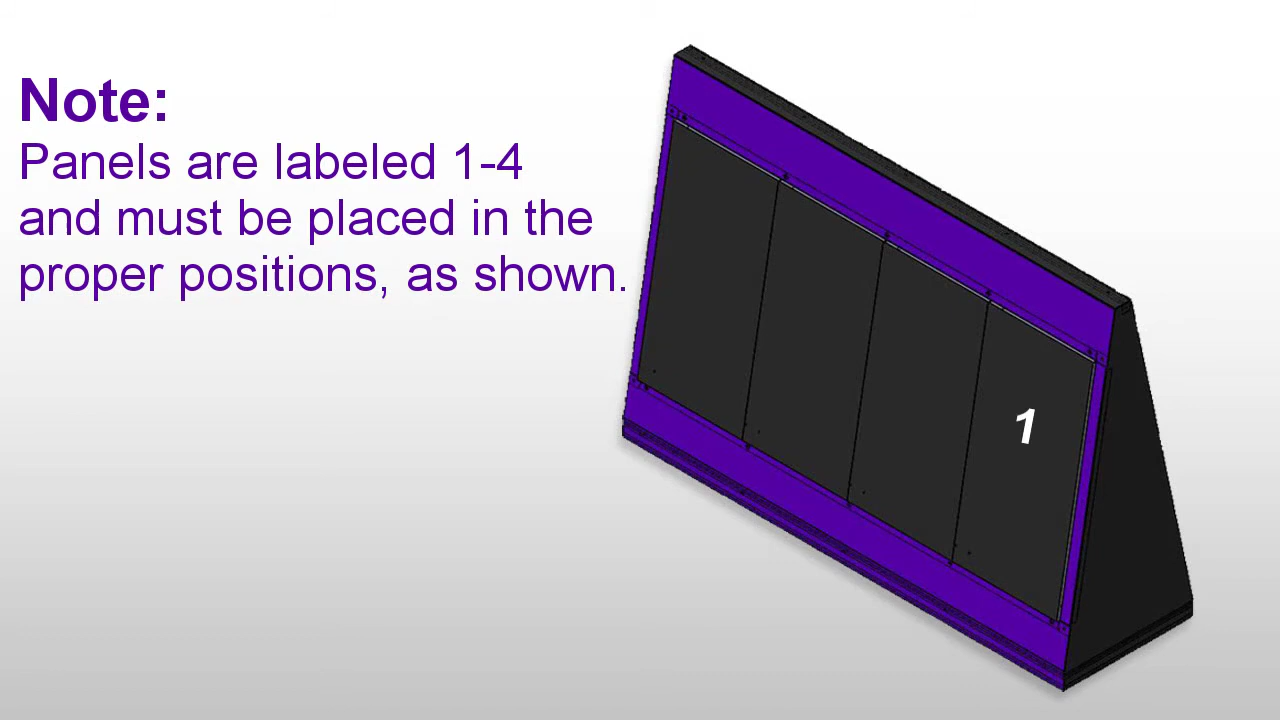 Note:
Panels are labeled 1-4
and must be placed in the
proper positions, as shown.
1